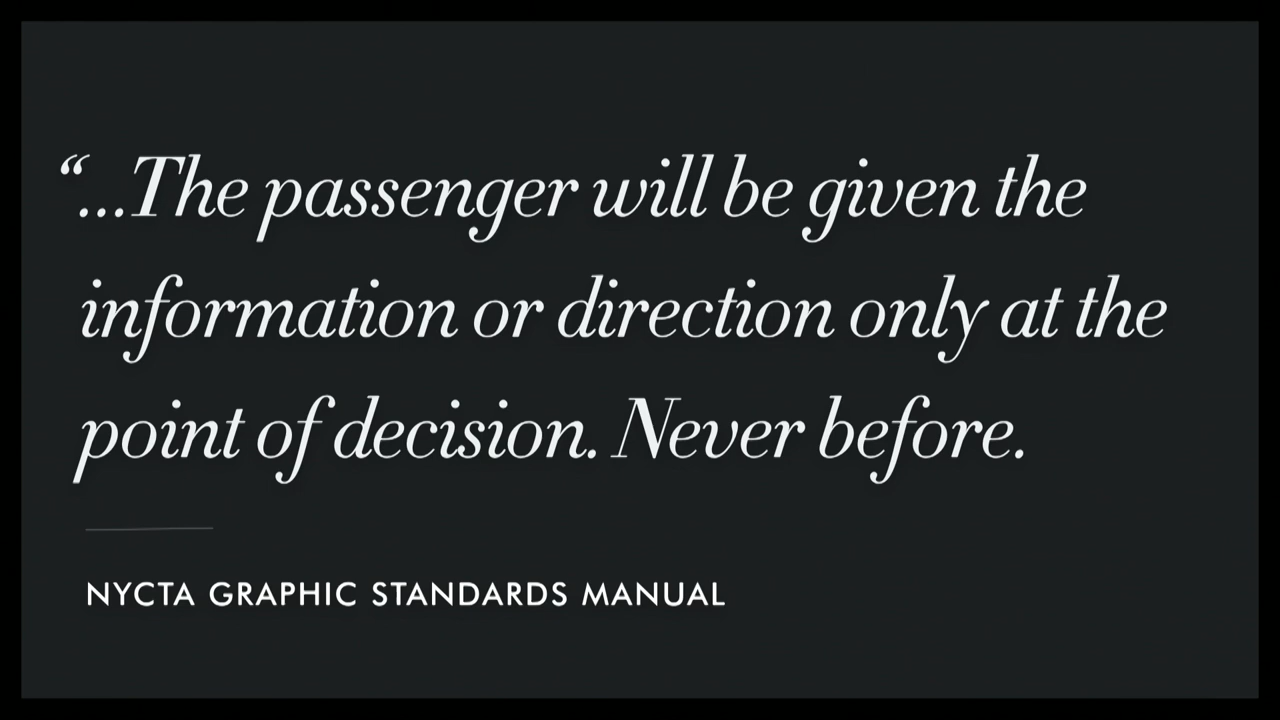 “...The passenger will be given the
information or direction only at the
point of decision. Never before.
NYCTA GRAPHIC STANDARDS MANUAL